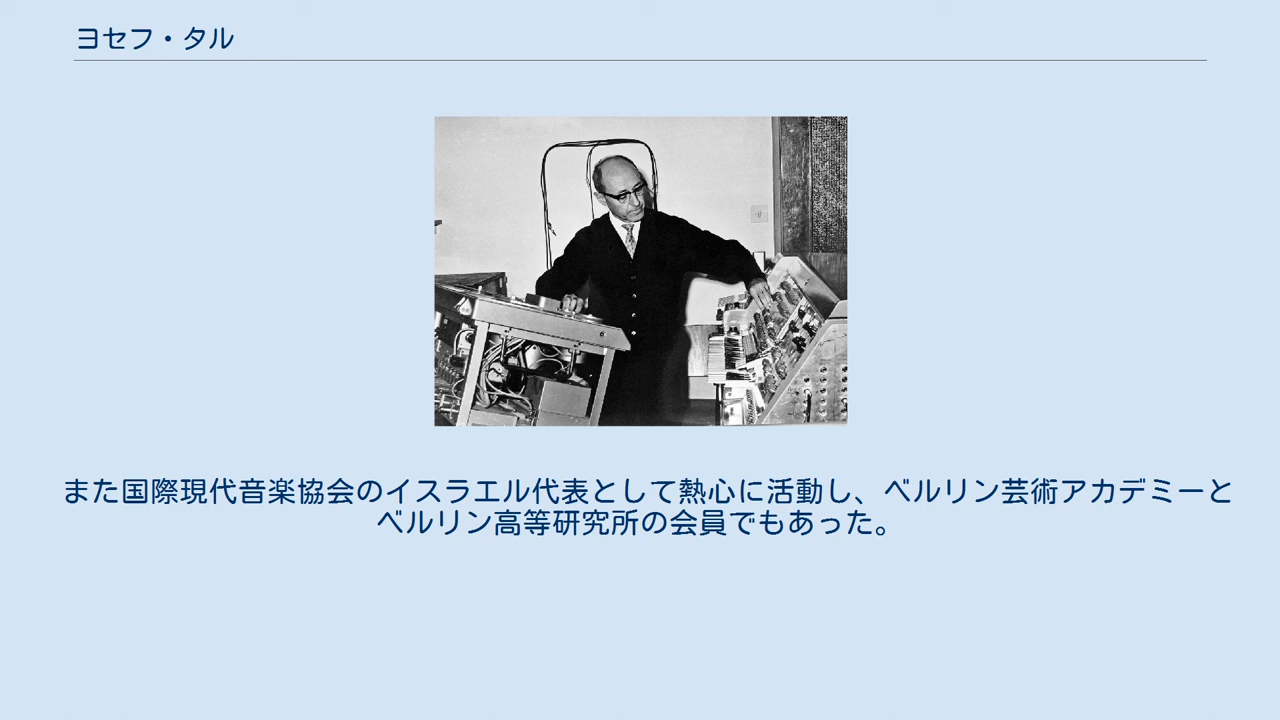 ヨセフ・タル
また国際現代音楽協会のイスラエル代表として熱心に活動し、ベルリン芸術アカデミーと
ベルリン高等研究所の会員でもあった。